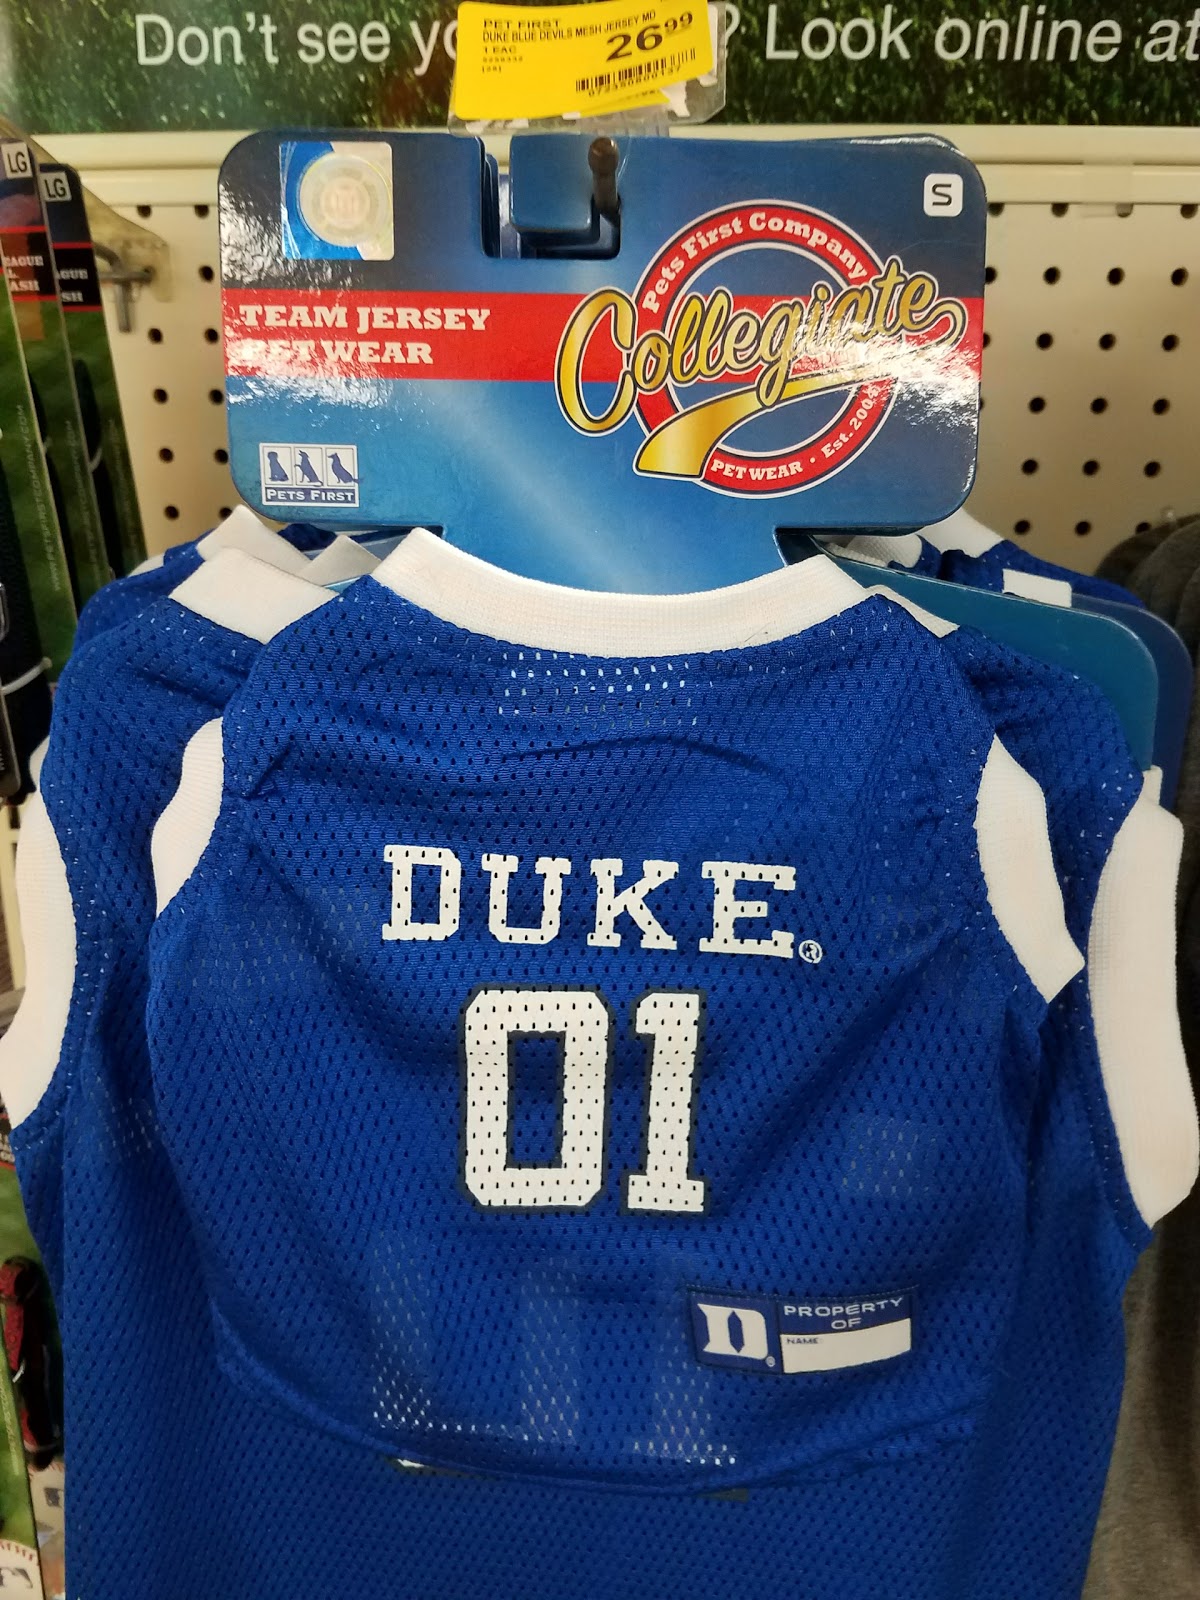 Don't see yo ? Look online at
PET FIRST
DUKE BLUE DEVILS MESH JERSEY MD
1 EAC
26.99
LG
LG
S
TEAM JERSEY
PET WEAR
Pets First Company
Collegiate
PET WEAR • Est. 2004
PETS FIRST
DUKE®
01
D®
PROPERTY
OF
NAME: